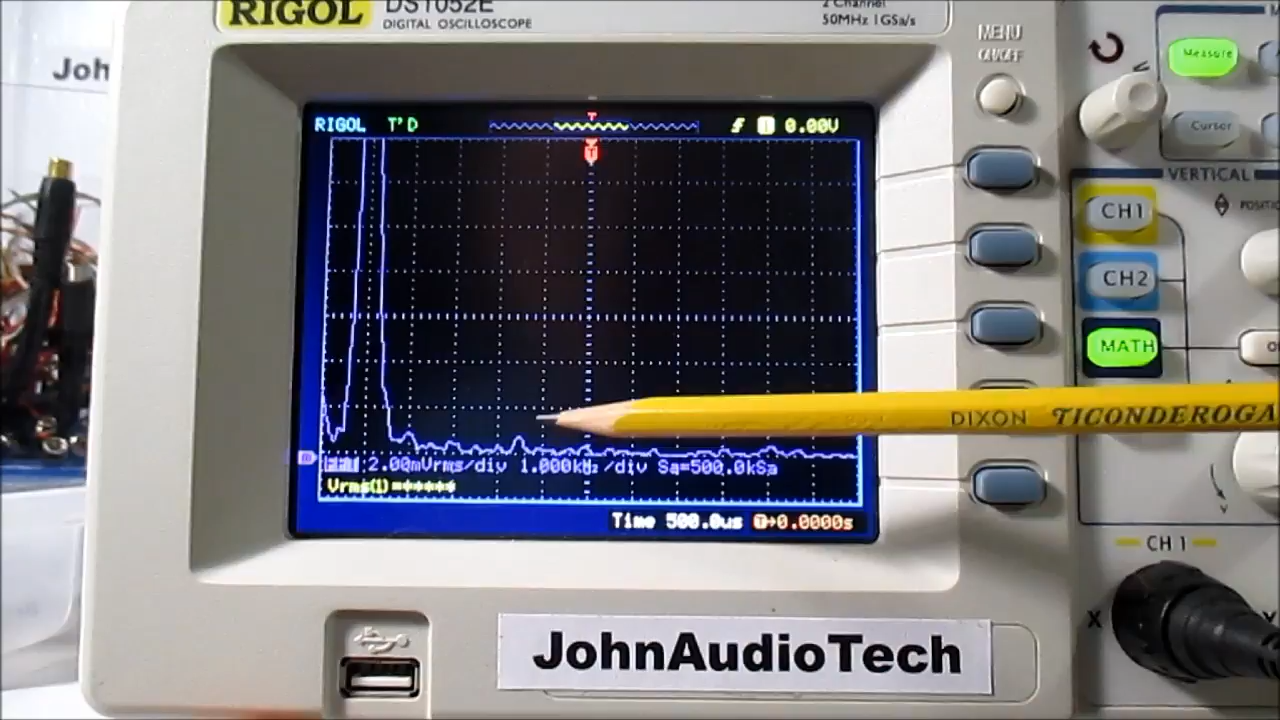 RIGOL DS1052E
DIGITAL OSCILLOSCOPE
2 Channel
50MHz 1GSa/s
MENU
ON/OFF
Measure
Cursor
John
RIGOL T'D
T
1 0.00V
T
VERTICAL
CH1
CH2
MATH
DIXON TICONDEROGA
2.00mVrms/div 1.000kHz/div Sa=500.0kSa
Vrms(1)=*****
Time 500.0us T→0.0000s
CH 1
X
JohnAudioTech